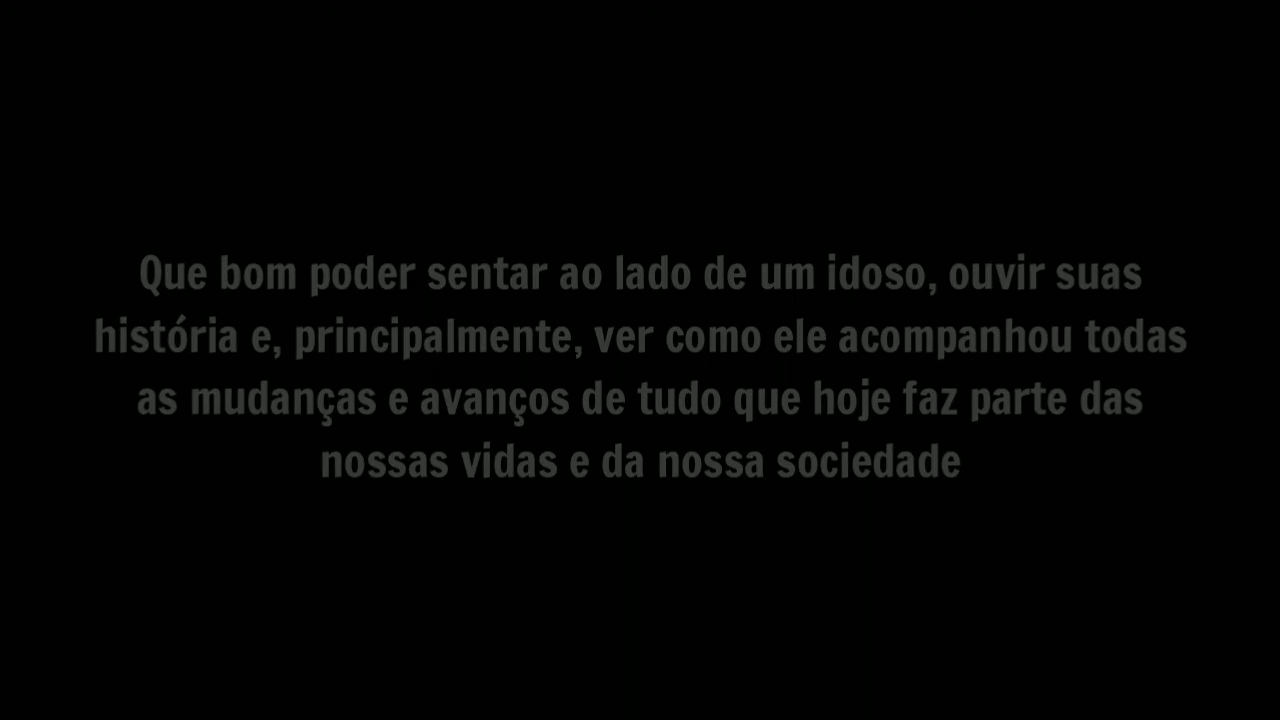 Que bom poder sentar ao lado de um idoso, ouvir suas
história e, principalmente, ver como ele acompanhou todas
as mudanças e avanços de tudo que hoje faz parte das
nossas vidas e da nossa sociedade